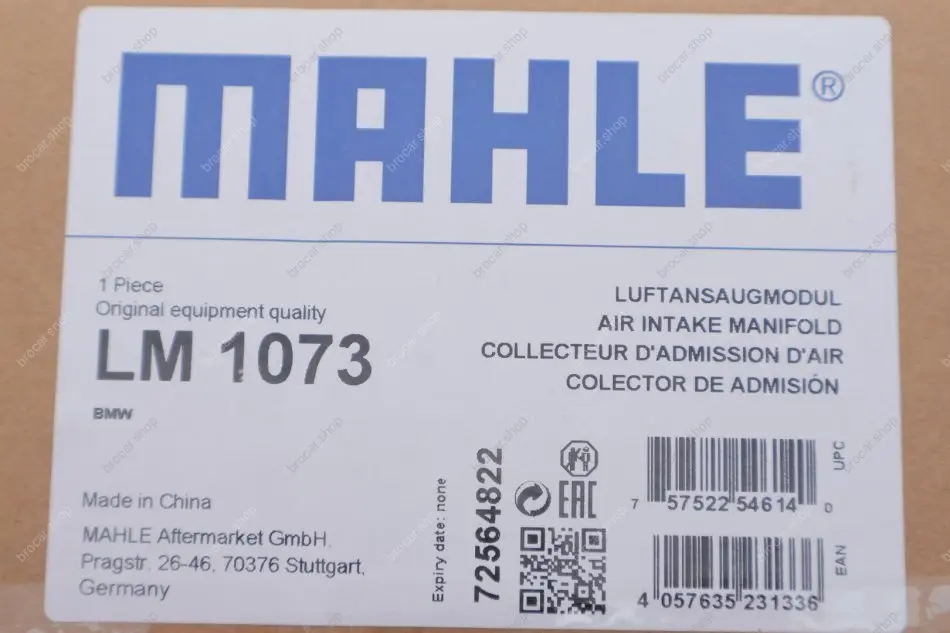 MAHLE®
1 Piece
Original equipment quality
LM 1073
BMW
LUFTANSAUGMODUL
AIR INTAKE MANIFOLD
COLLECTEUR D'ADMISSION D'AIR
COLECTOR DE ADMISIÓN
Made in China
MAHLE Aftermarket GmbH,
Pragstr. 26-46, 70376 Stuttgart,
Germany
Expiry date: none
72564822
EAC
UPC
7 57522 54614 0
EAN
4 057635 231336
brocar.shop